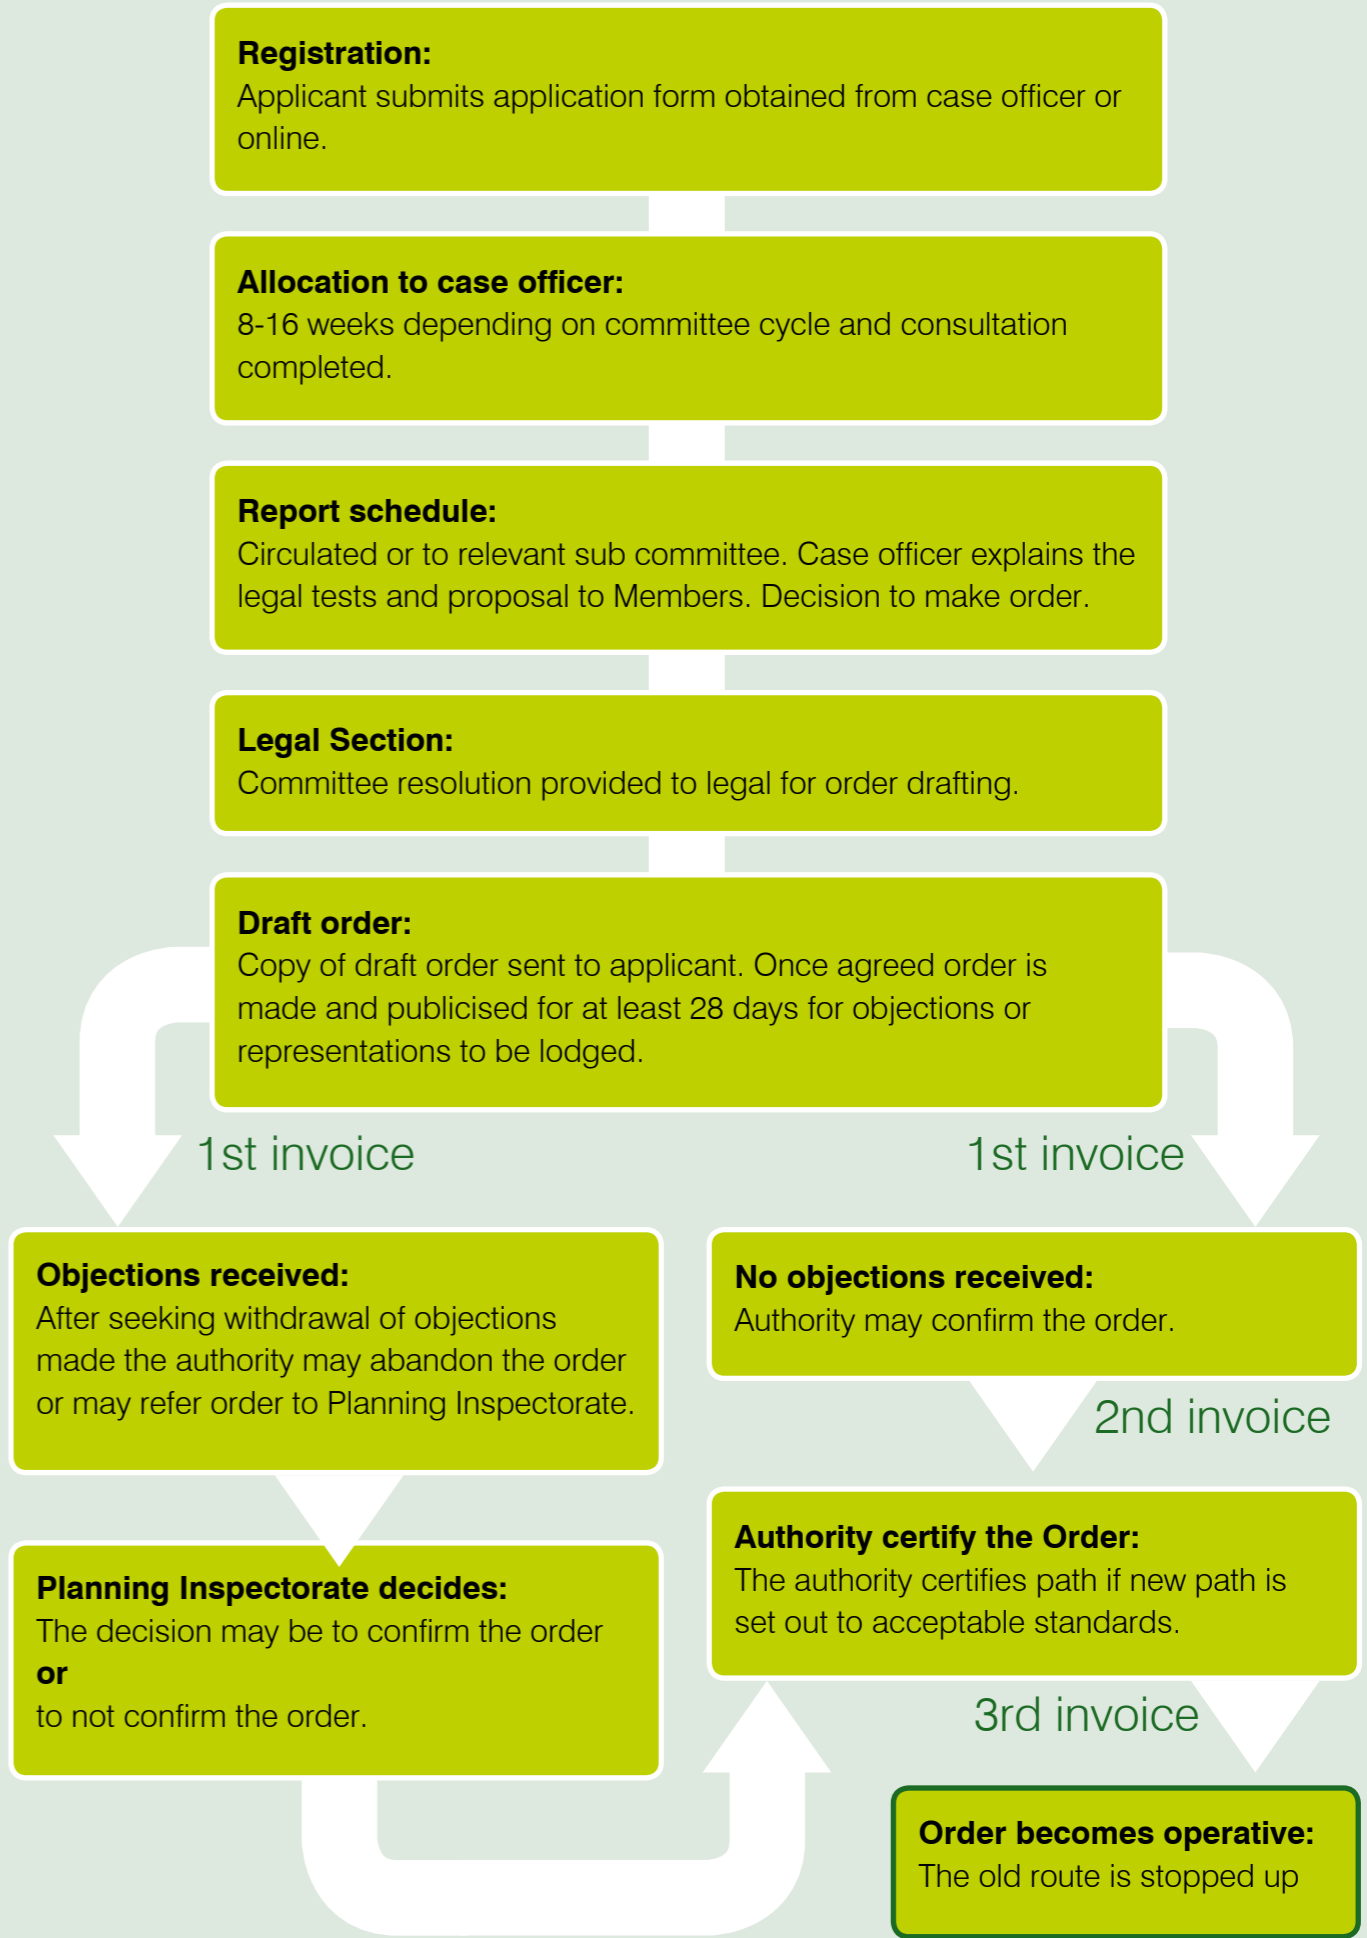 Registration:
Applicant submits application form obtained from case officer or
online.
Allocation to case officer:
8-16 weeks depending on committee cycle and consultation
completed.
Report schedule:
Circulated or to relevant sub committee. Case officer explains the
legal tests and proposal to Members. Decision to make order.
Legal Section:
Committee resolution provided to legal for order drafting.
Draft order:
Copy of draft order sent to applicant. Once agreed order is
made and publicised for at least 28 days for objections or
representations to be lodged.
1st invoice
1st invoice
Objections received:
After seeking withdrawal of objections
made the authority may abandon the order
or may refer order to Planning Inspectorate.
No objections received:
Authority may confirm the order.
2nd invoice
Planning Inspectorate decides:
The decision may be to confirm the order
or
to not confirm the order.
Authority certify the Order:
The authority certifies path if new path is
set out to acceptable standards.
3rd invoice
Order becomes operative:
The old route is stopped up